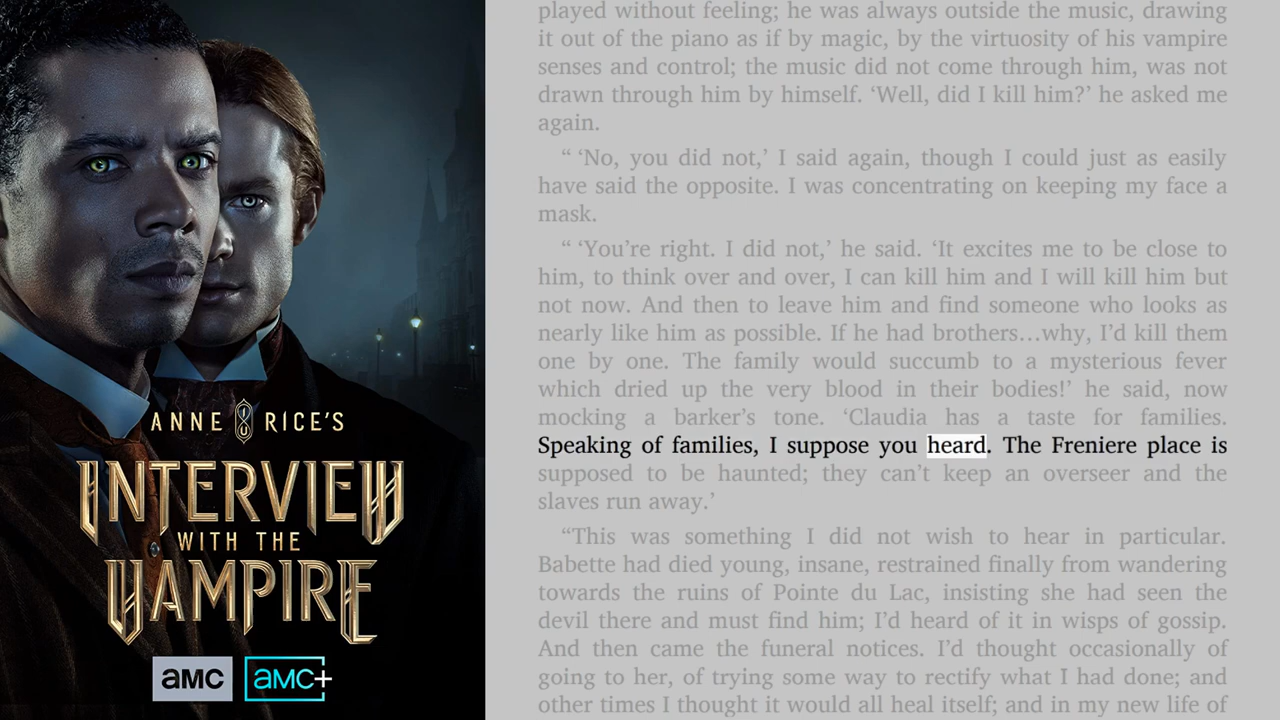 ANNE RICE'S
INTERVIEW
WITH THE
VAMPIRE
amc
amc+
played without feeling; he was always outside the music, drawing
it out of the piano as if by magic, by the virtuosity of his vampire
senses and control; the music did not come through him, was not
drawn through him by himself. ‘Well, did I kill him?’ he asked me
again.
“ ‘No, you did not,’ I said again, though I could just as easily
have said the opposite. I was concentrating on keeping my face a
mask.
“ ‘You’re right. I did not,’ he said. ‘It excites me to be close to
him, to think over and over, I can kill him and I will kill him but
not now. And then to leave him and find someone who looks as
nearly like him as possible. If he had brothers…why, I’d kill them
one by one. The family would succumb to a mysterious fever
which dried up the very blood in their bodies!’ he said, now
mocking a barker’s tone. ‘Claudia has a taste for families.
Speaking of families, I suppose you heard. The Freniere place is
supposed to be haunted; they can’t keep an overseer and the
slaves run away.’
“This was something I did not wish to hear in particular.
Babette had died young, insane, restrained finally from wandering
towards the ruins of Pointe du Lac, insisting she had seen the
devil there and must find him; I’d heard of it in wisps of gossip.
And then came the funeral notices. I’d thought occasionally of
going to her, of trying some way to rectify what I had done; and
other times I thought it would all heal itself; and in my new life of